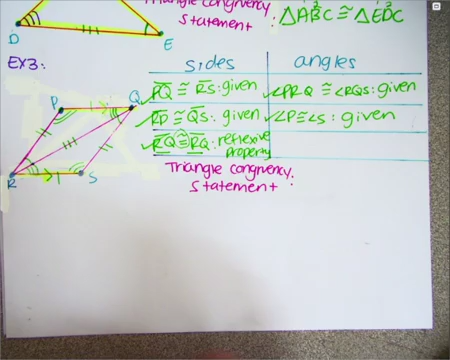 Triangle congruency
Statement:
△ABC ≅ △EDC
D
E
EX3:
sides
angles
PQ ≅ RS: given
∠PRQ ≅ ∠RQS: given
RP ≅ QS: given
∠P≅∠S: given
RQ ≅ RQ: reflexive
property
P
Q
R
S
Triangle congruency
Statement: